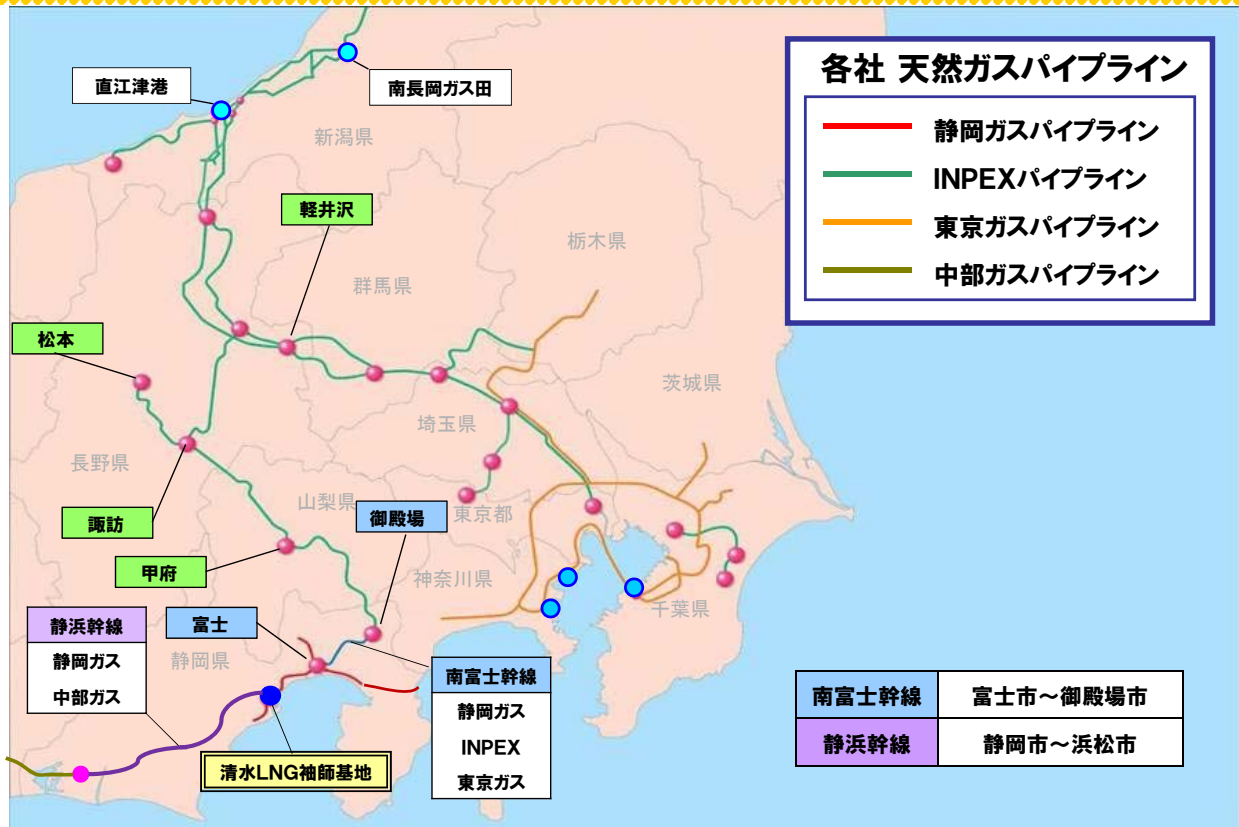 各社 天然ガスパイプライン
静岡ガスパイプライン
INPEXパイプライン
東京ガスパイプライン
中部ガスパイプライン
直江津港
南長岡ガス田
新潟県
軽井沢
栃木県
群馬県
松本
茨城県
埼玉県
長野県
山梨県
東京都
御殿場
諏訪
甲府
神奈川県
千葉県
静浜幹線
静岡ガス
中部ガス
富士
静岡県
南富士幹線
静岡ガス
INPEX
東京ガス
清水LNG袖師基地
南富士幹線 富士市～御殿場市
静浜幹線 静岡市～浜松市